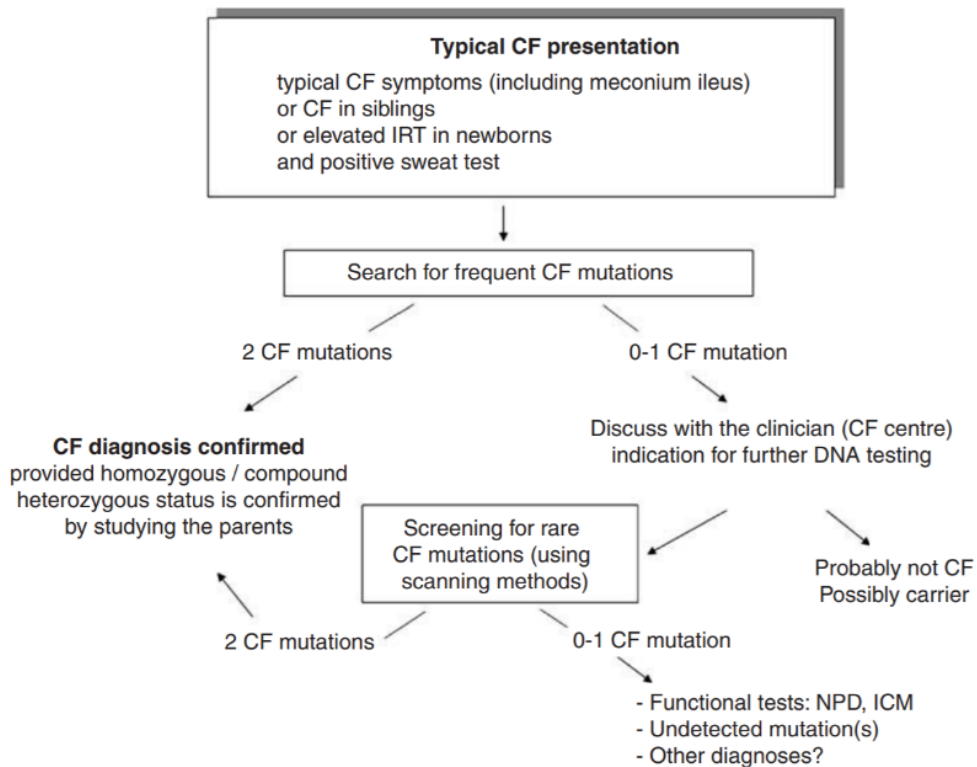 Typical CF presentation
typical CF symptoms (including meconium ileus)
or CF in siblings
or elevated IRT in newborns
and positive sweat test
Search for frequent CF mutations
2 CF mutations
0-1 CF mutation
CF diagnosis confirmed
provided homozygous / compound
heterozygous status is confirmed
by studying the parents
Discuss with the clinician (CF centre)
indication for further DNA testing
Screening for rare
CF mutations (using
scanning methods)
Probably not CF
Possibly carrier
2 CF mutations
0-1 CF mutation
- Functional tests: NPD, ICM
- Undetected mutation(s)
- Other diagnoses?